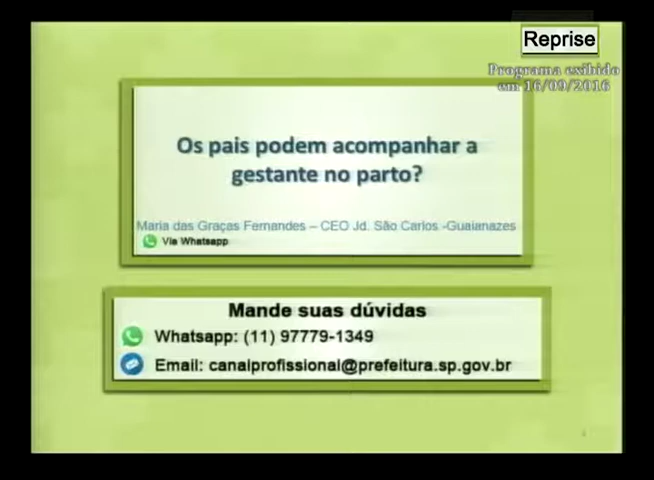 Reprise
Programa exibido
em 16/09/2016
Os pais podem acompanhar a
gestante no parto?
Maria das Graças Fernandes – CEO Jd. São Carlos -Guaianazes
Via Whatsapp
Mande suas dúvidas
Whatsapp: (11) 97779-1349
Email: canalprofissional@prefeitura.sp.gov.br